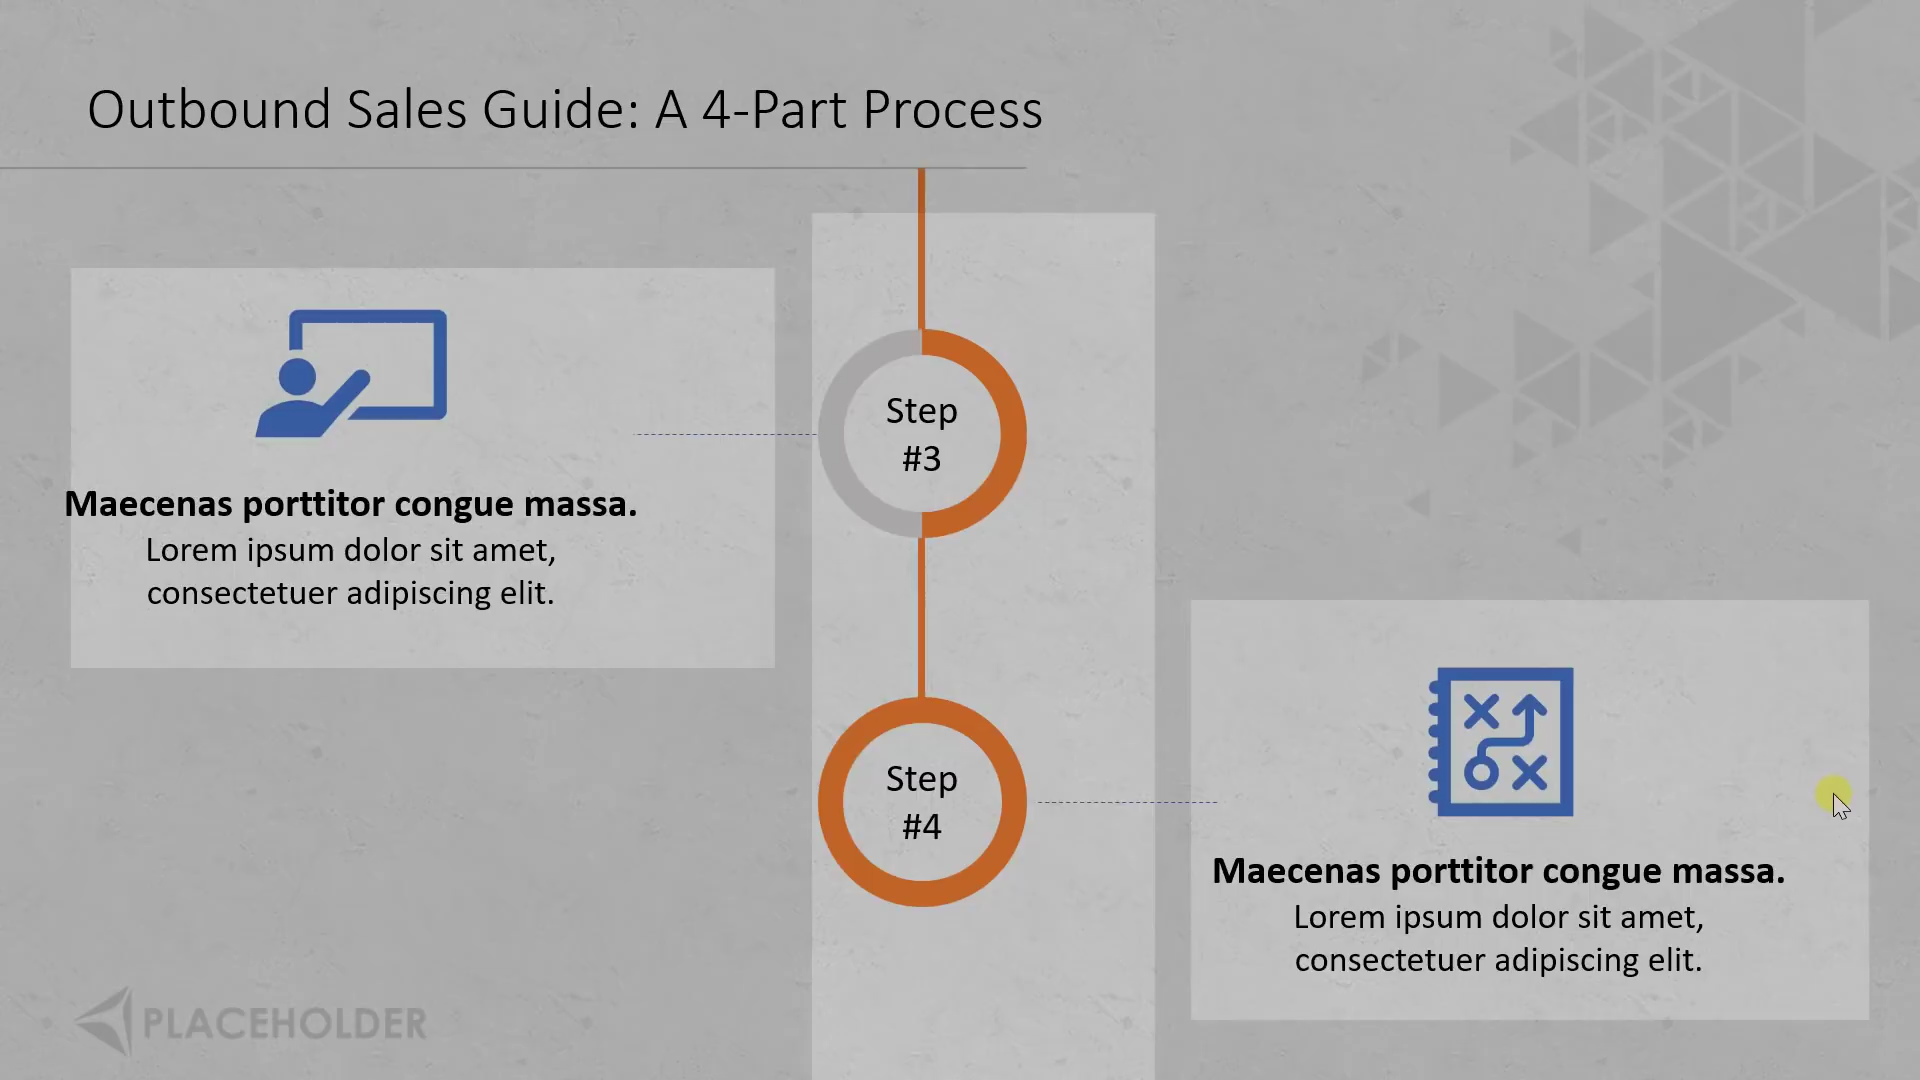 Outbound Sales Guide: A 4-Part Process
Step
#3
Maecenas porttitor congue massa.
Lorem ipsum dolor sit amet,
consectetuer adipiscing elit.
Step
#4
Maecenas porttitor congue massa.
Lorem ipsum dolor sit amet,
consectetuer adipiscing elit.
PLACEHOLDER